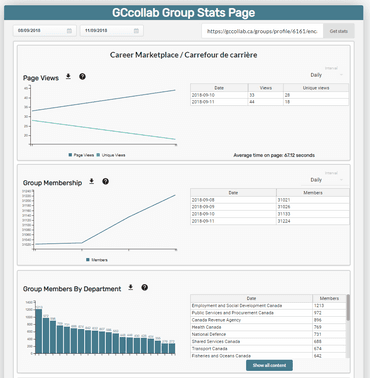 GCcollab Group Stats Page
08/09/2018
11/09/2018
https://gccollab.ca/groups/profile/6161/enc
Get stats
Career Marketplace / Carrefour de carrière
Page Views
Interval
Daily
Date Views Unique views
2018-09-10 33 28
2018-09-11 44 18
Page Views Unique Views
Average time on page: 67.12 seconds
Group Membership
Interval
Daily
Date Members
2018-09-08 31021
2018-09-09 31026
2018-09-10 31133
2018-09-11 31224
Members
Group Members By Department
Date Members
Employment and Social Development Canada 1213
Public Services and Procurement Canada 972
Canada Revenue Agency 896
Health Canada 769
National Defence 731
Shared Services Canada 688
Transport Canada 674
Fisheries and Oceans Canada 642
Show all content